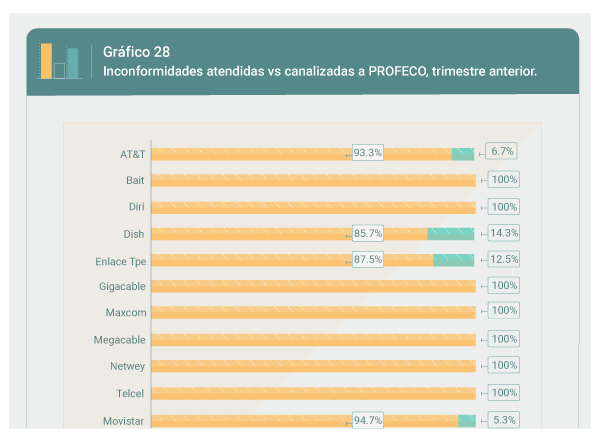 Gráfico 28
Inconformidades atendidas vs canalizadas a PROFECO, trimestre anterior.
AT&T 93.3% 6.7%
Bait 100%
Diri 100%
Dish 85.7% 14.3%
Enlace Tpe 87.5% 12.5%
Gigacable 100%
Maxcom 100%
Megacable 100%
Netwey 100%
Telcel 100%
Movistar 94.7% 5.3%